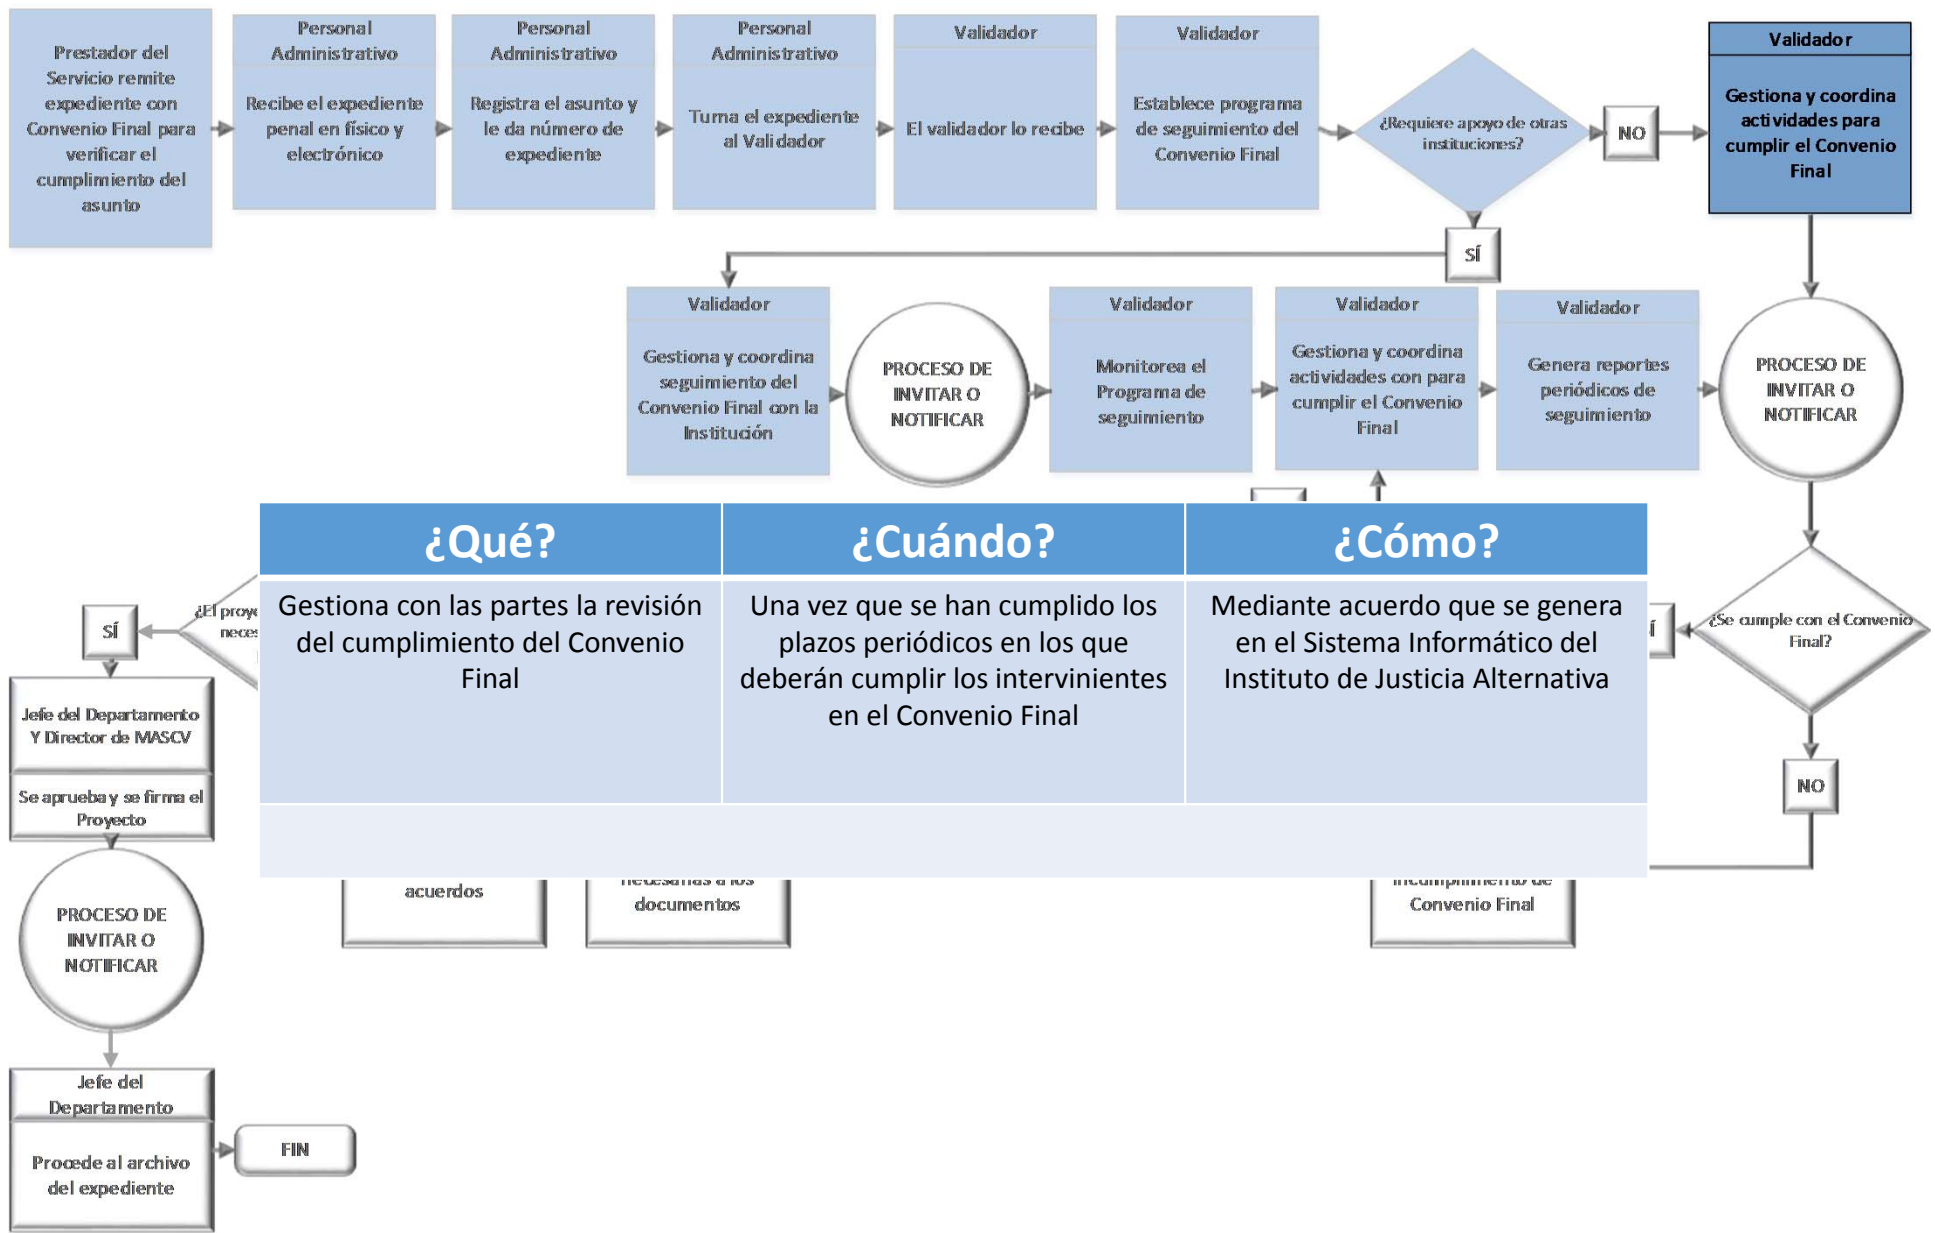 Prestador del
Servicio remite
expediente con
Convenio Final para
verificar el
cumplimiento del
asunto
Personal
Administrativo
Recibe el expediente
penal en físico y
electrónico
Personal
Administrativo
Registra el asunto y
le da número de
expediente
Personal
Administrativo
Turna el expediente
al Validador
Validador
El validador lo recibe
Validador
Establece programa
de seguimiento del
Convenio Final
¿Requiere apoyo de otras
instituciones?
NO
Validador
Gestiona y coordina
actividades para
cumplir el Convenio
Final
SÍ
Validador
Gestiona y coordina
seguimiento del
Convenio Final con la
Institución
PROCESO DE
INVITAR O
NOTIFICAR
Validador
Monitorea el
Programa de
seguimiento
Validador
Gestiona y coordina
actividades con para
cumplir el Convenio
Final
Validador
Genera reportes
periódicos de
seguimiento
PROCESO DE
INVITAR O
NOTIFICAR
¿Qué?
¿Cuándo?
¿Cómo?
Gestiona con las partes la revisión
del cumplimiento del Convenio
Final
Una vez que se han cumplido los
plazos periódicos en los que
deberán cumplir los intervinientes
en el Convenio Final
Mediante acuerdo que se genera
en el Sistema Informático del
Instituto de Justicia Alternativa
SÍ
¿El
¿Se cumple con el Convenio
Final?
NO
Jefe del Departamento
Y Director de MASCV
Se aprueba y se firma el
Proyecto
acuerdos
necesarias a los
documentos
incumplimiento de
Convenio Final
PROCESO DE
INVITAR O
NOTIFICAR
Jefe del
Departamento
Procede al archivo
del expediente
FIN